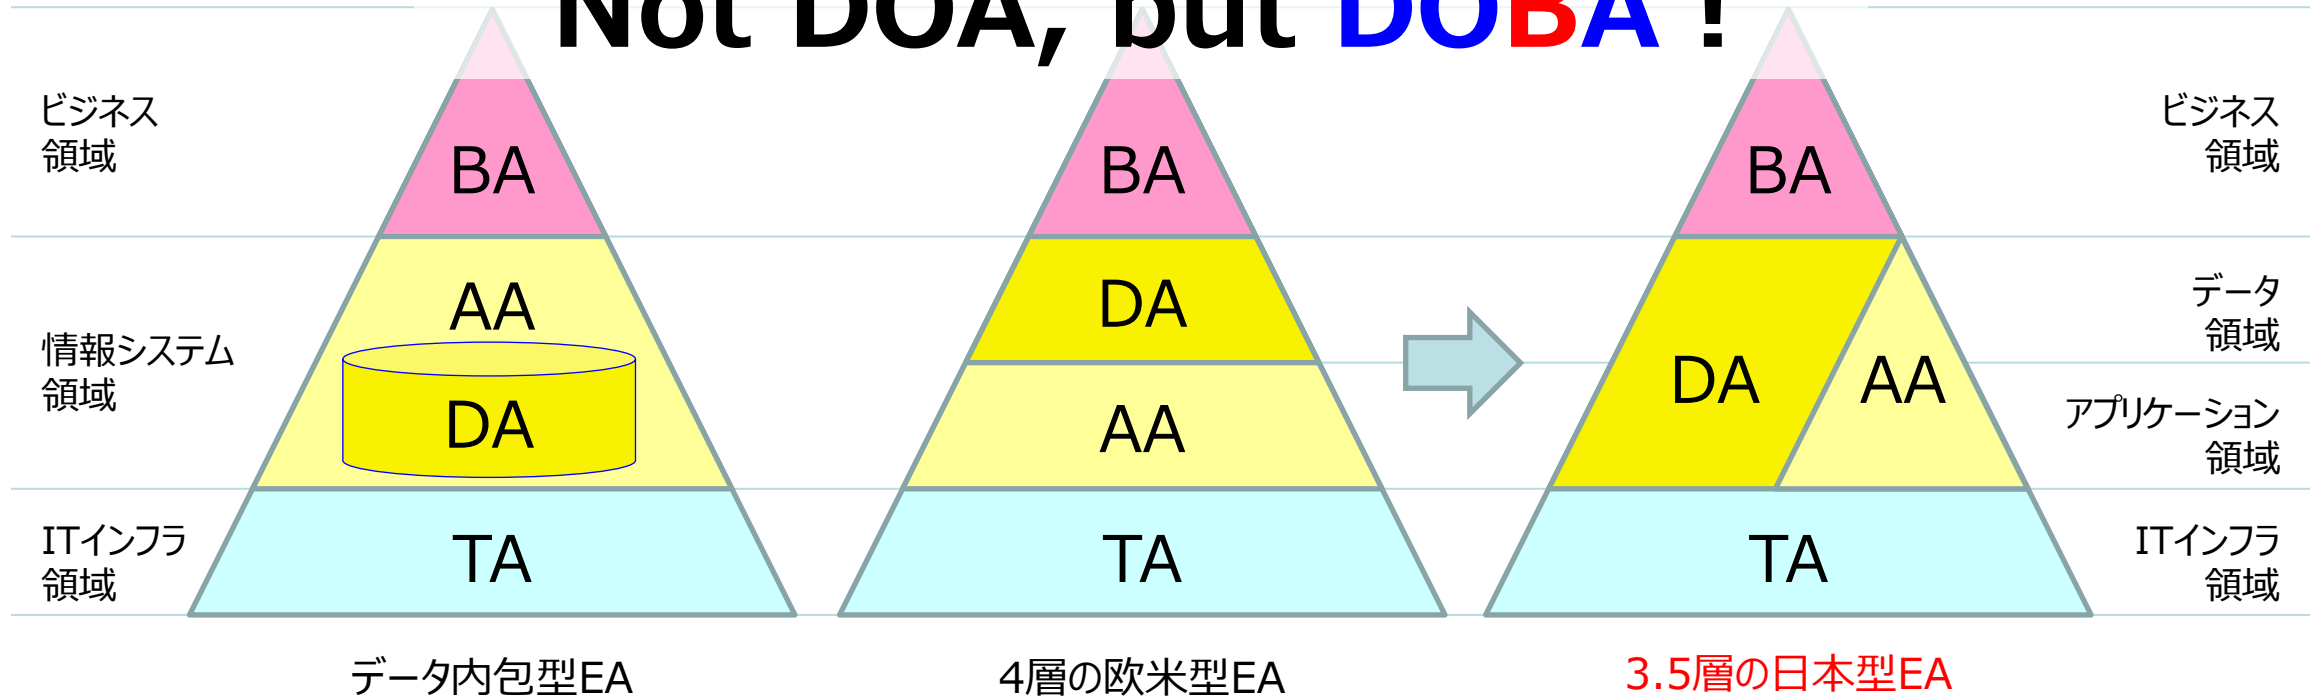 Not DOA, but DOBA !
ビジネス
領域
情報システム
領域
ITインフラ
領域
BA
AA
DA
TA
データ内包型EA
BA
DA
AA
TA
4層の欧米型EA
BA
DA
AA
TA
3.5層の日本型EA
ビジネス
領域
データ
領域
アプリケーション
領域
ITインフラ
領域